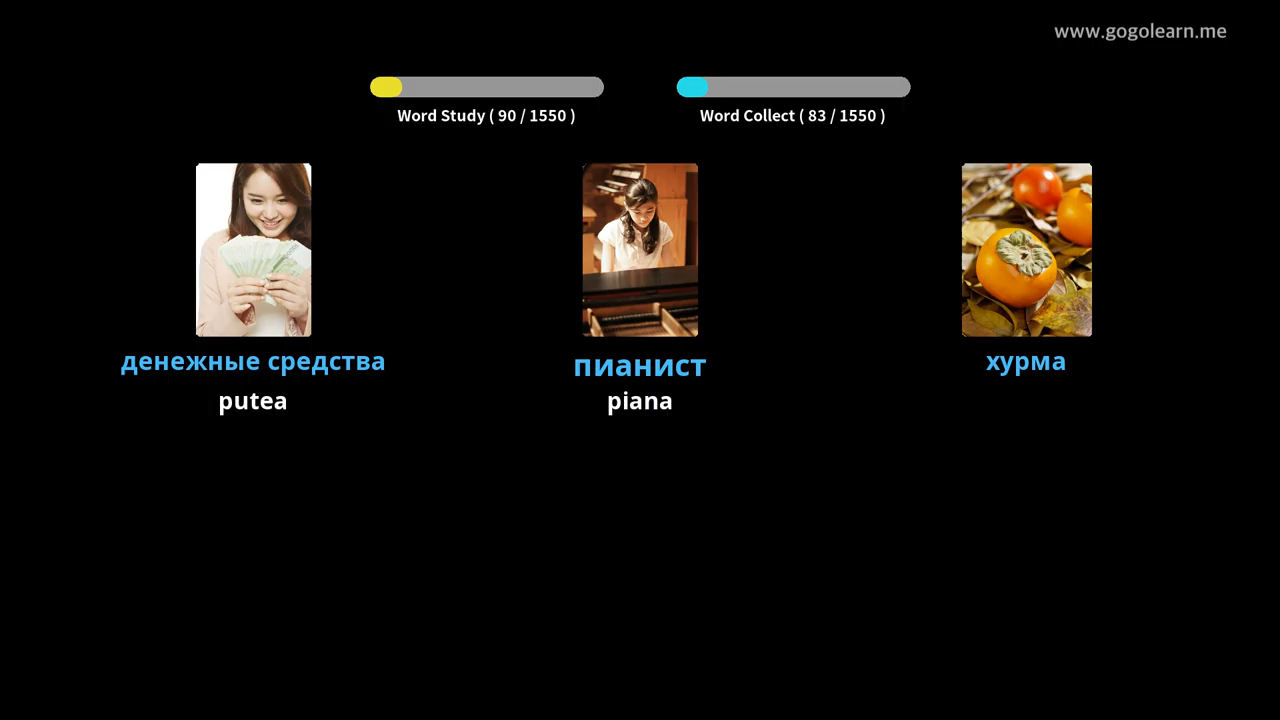 www.gogolearn.me
Word Study ( 90 / 1550 )
Word Collect ( 83 / 1550 )
денежные средства
пианист
хурма
putea
piana